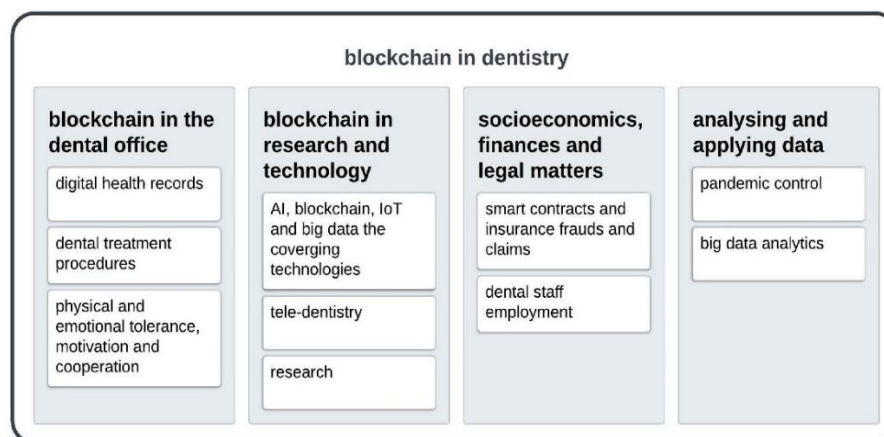 blockchain in dentistry
blockchain in the
dental office
digital health records
dental treatment
procedures
physical and
emotional tolerance,
motivation and
cooperation
blockchain in
research and
technology
AI, blockchain, IoT
and big data the
coverging
technologies
tele-dentistry
research
socioeconomics,
finances and
legal matters
smart contracts and
insurance frauds and
claims
dental staff
employment
analysing and
applying data
pandemic control
big data analytics